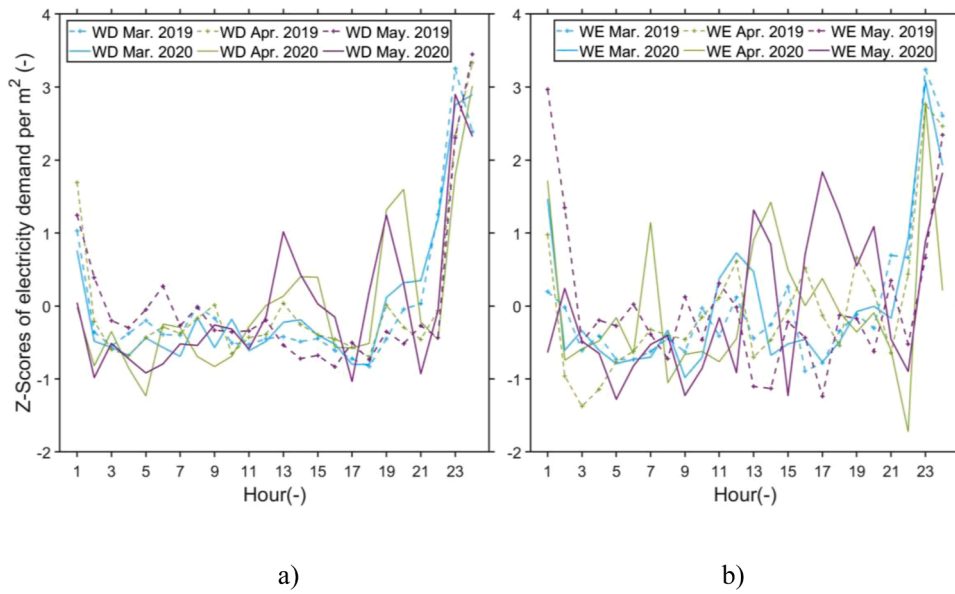 WD Mar. 2019 WD Apr. 2019 WD May. 2019
WD Mar. 2020 WD Apr. 2020 WD May. 2020
Z-Scores of electricity demand per m² (-)
4
3
2
1
0
-1
-2
1 3 5 7 9 11 13 15 17 19 21 23
Hour(-)
a)
WE Mar. 2019 WE Apr. 2019 WE May. 2019
WE Mar. 2020 WE Apr. 2020 WE May. 2020
4
3
2
1
0
-1
-2
1 3 5 7 9 11 13 15 17 19 21 23
Hour(-)
b)